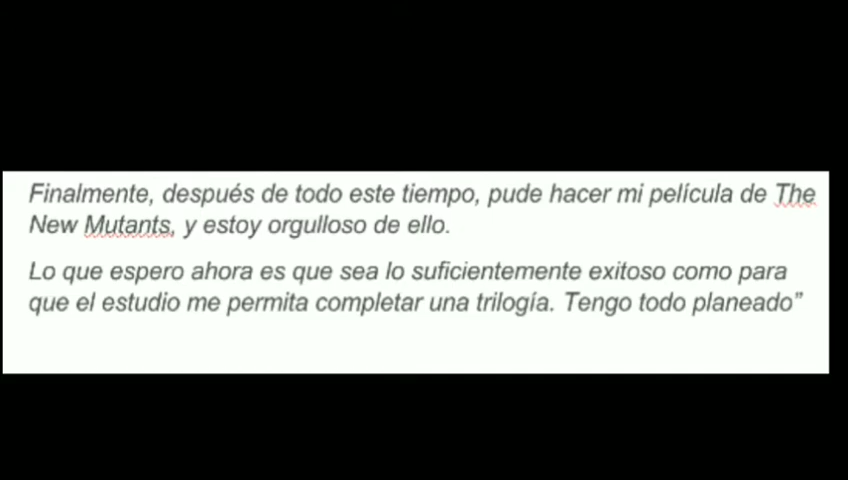 Finalmente, después de todo este tiempo, pude hacer mi película de The
New Mutants, y estoy orgulloso de ello.
Lo que espero ahora es que sea lo suficientemente exitoso como para
que el estudio me permita completar una trilogía. Tengo todo planeado”